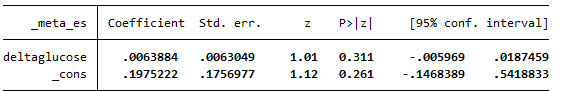 _meta_es Coefficient Std. err. z P>|z| [95% conf. interval]
deltaglucose .0063884 .0063049 1.01 0.311 -.005969 .0187459
_cons .1975222 .1756977 1.12 0.261 -.1468389 .5418833